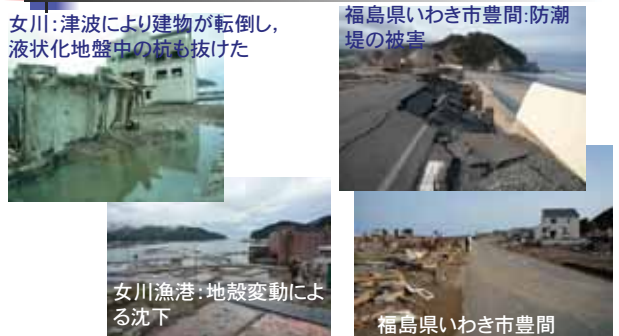 女川:津波により建物が転倒し,
液状化地盤中の杭も抜けた
福島県いわき市豊間:防潮
堤の被害
女川漁港:地殻変動によ
る沈下
福島県いわき市豊間